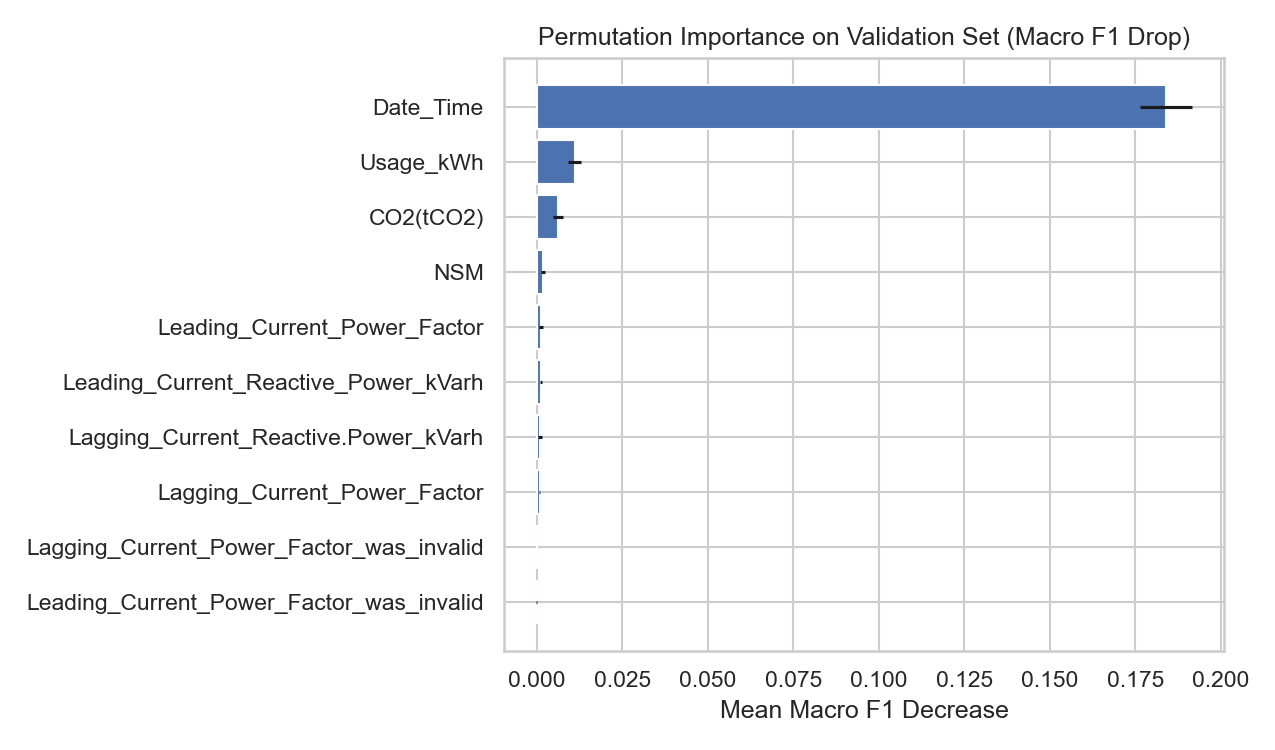 Permutation Importance on Validation Set (Macro F1 Drop)
Date_Time
Usage_kWh
CO2(tCO2)
NSM
Leading_Current_Power_Factor
Leading_Current_Reactive_Power_kVarh
Lagging_Current_Reactive.Power_kVarh
Lagging_Current_Power_Factor
Lagging_Current_Power_Factor_was_invalid
Leading_Current_Power_Factor_was_invalid
0.000 0.025 0.050 0.075 0.100 0.125 0.150 0.175 0.200
Mean Macro F1 Decrease